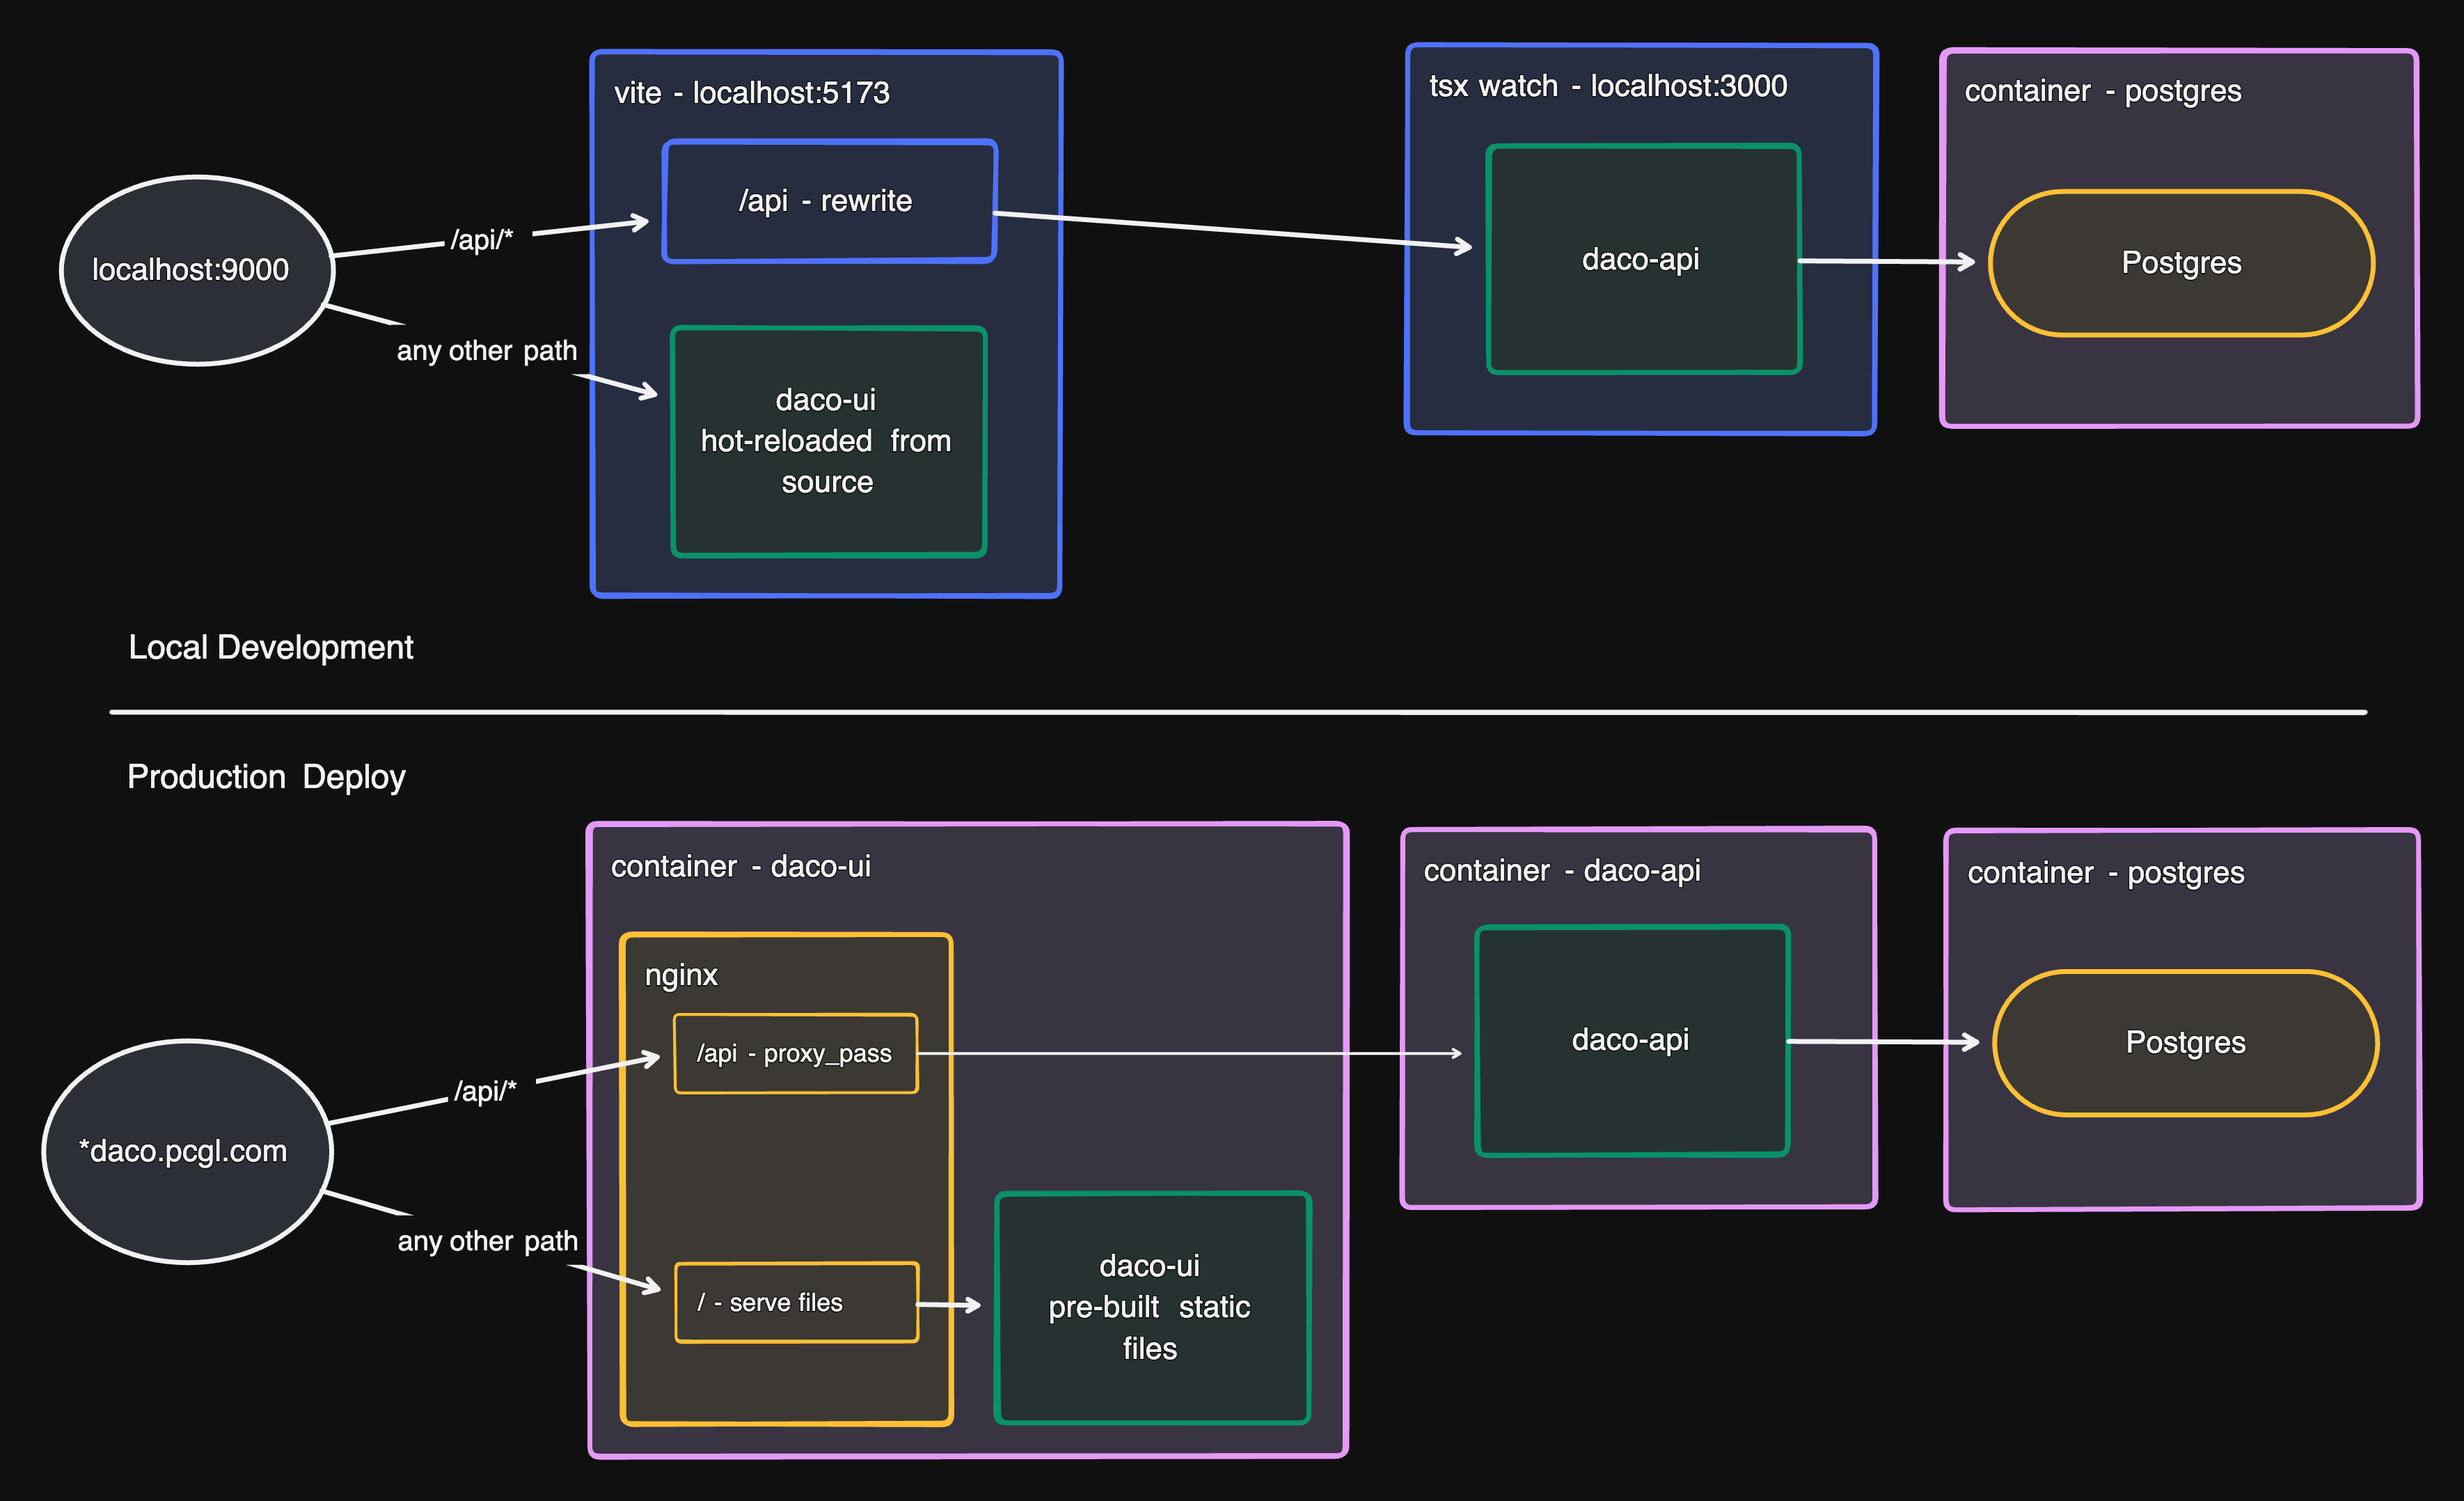 vite - localhost:5173
tsx watch - localhost:3000
container - postgres
/api - rewrite
/api/*
localhost:9000
daco-api
Postgres
any other path
daco-ui
hot-reloaded from
source
Local Development
Production Deploy
container - daco-ui
container - daco-api
container - postgres
nginx
/api - proxy_pass
/api/*
daco-api
Postgres
*daco.pcgl.com
any other path
/ - serve files
daco-ui
pre-built static
files